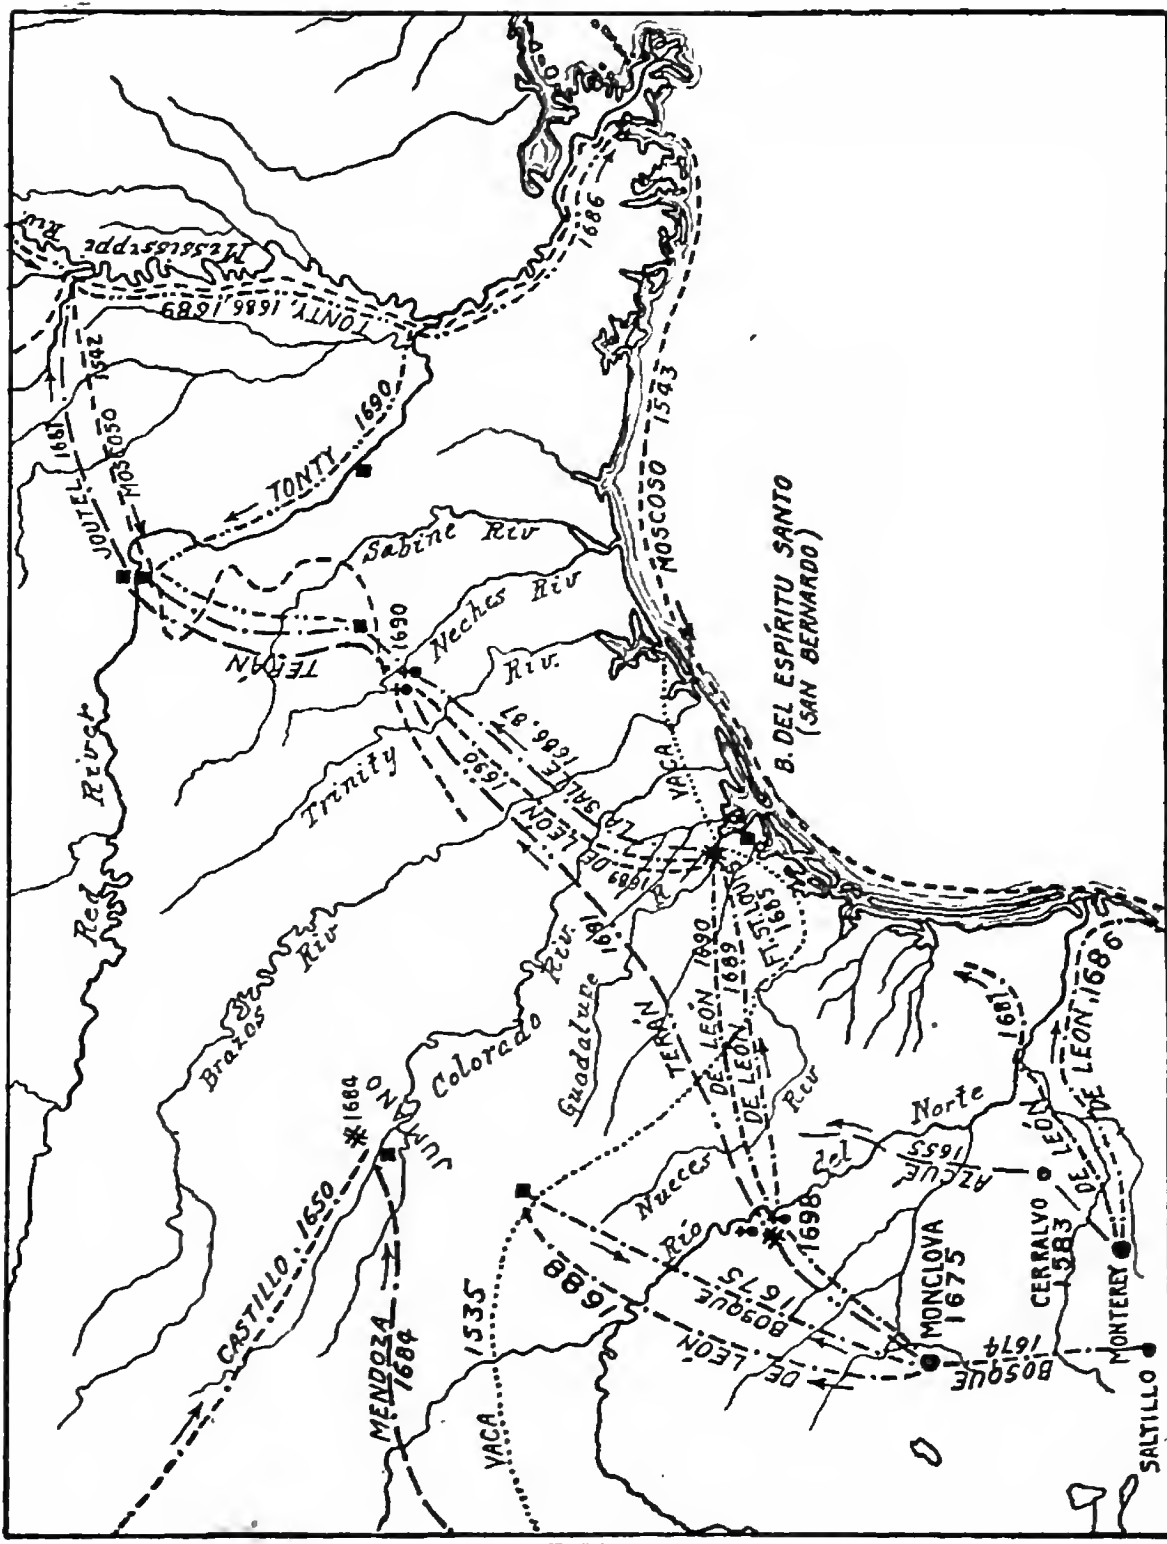 Mississippi
Riv.
TONTY, 1686, 1689
1686
JOUTEL 1687
MOSCOSO 1542
TONTY 1690
MOSCOSO 1543
Sabine Riv
Neches Riv
1690
TERÁN
Red River
Trinity
Riv.
LA SALLE 1686, 87
1690
1689 DE LEON
VACA
B. DEL ESPÍRITU SANTO
(SAN BERNARDO)
Brazos
Riv
Colorado
Riv.
Guadalupe
R
1691
TERÁN
FT. ST. LOUIS
1685
DE LEÓN 1690
DE LEÓN 1689
1684
JUMANO
CASTILLO. 1650
MENDOZA
1684
VACA 1535
Nueces
Riv
Río del Norte
1698
1688
DE LEÓN
BOSQUE
1675
AZCUE
1655
1687
DE LEON, 1686
DE LEÓN
MONCLOVA
1675
CERRALVO
1583
MONTEREY
BOSQUE
1674
SALTILLO